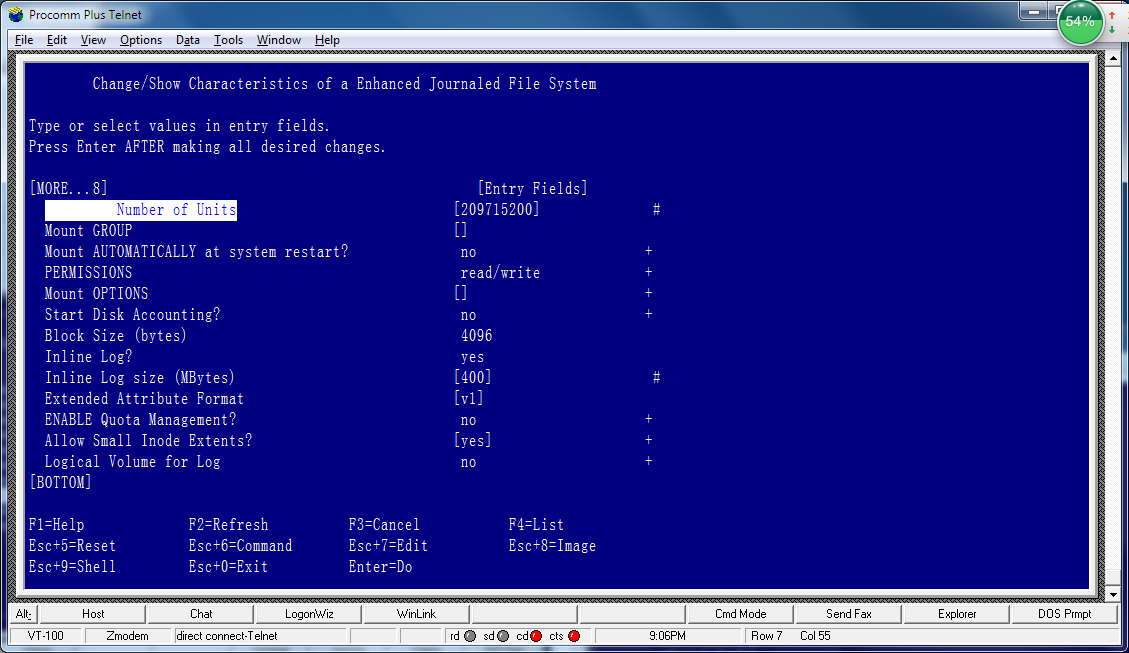 Procomm Plus Telnet
54%
File Edit View Options Data Tools Window Help
Change/Show Characteristics of a Enhanced Journaled File System
Type or select values in entry fields.
Press Enter AFTER making all desired changes.
[MORE...8] [Entry Fields]
Number of Units [209715200] #
Mount GROUP []
Mount AUTOMATICALLY at system restart? no +
PERMISSIONS read/write +
Mount OPTIONS [] +
Start Disk Accounting? no +
Block Size (bytes) 4096
Inline Log? yes
Inline Log size (MBytes) [400] #
Extended Attribute Format [v1]
ENABLE Quota Management? no +
Allow Small Inode Extents? [yes] +
Logical Volume for Log no +
[BOTTOM]
F1=Help F2=Refresh F3=Cancel F4=List
Esc+5=Reset Esc+6=Command Esc+7=Edit Esc+8=Image
Esc+9=Shell Esc+0=Exit Enter=Do
Alt- Host Chat LogonWiz WinLink Cmd Mode Send Fax Explorer DOS Prmpt
VT-100 Zmodem direct connect-Telnet rd sd cd cts 9:06PM Row 7 Col 55